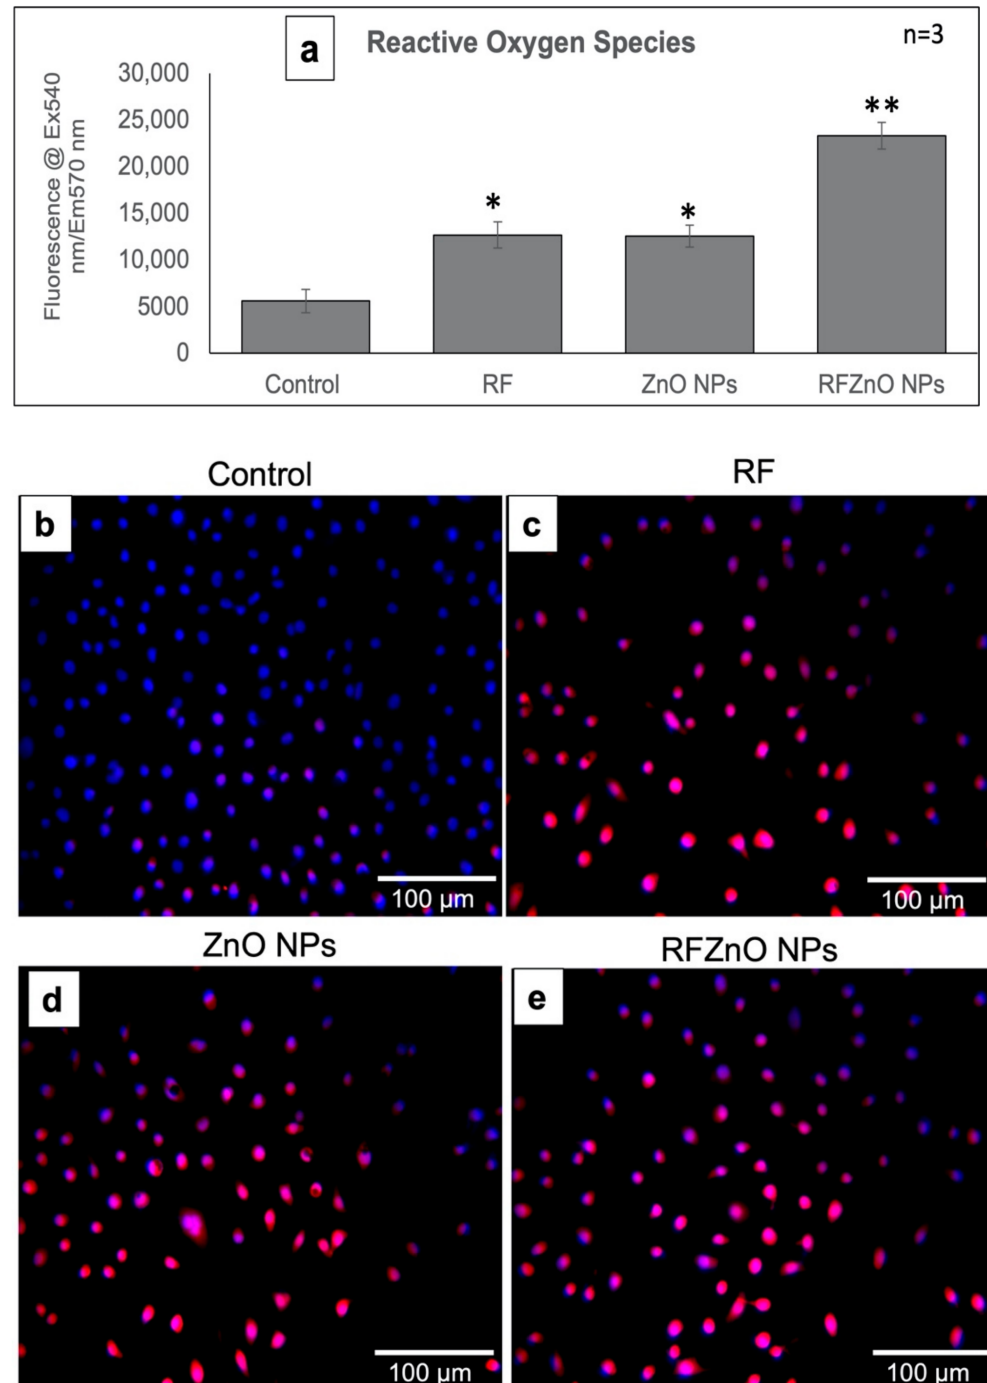 a
Reactive Oxygen Species
n=3
Fluorescence @ Ex540
nm/Em570 nm
30,000
25,000
20,000
15,000
10,000
5000
0
*
*
**
Control
RF
ZnO NPs
RFZnO NPs
Control
RF
b
c
100 µm
100 µm
ZnO NPs
RFZnO NPs
d
e
100 µm
100 µm